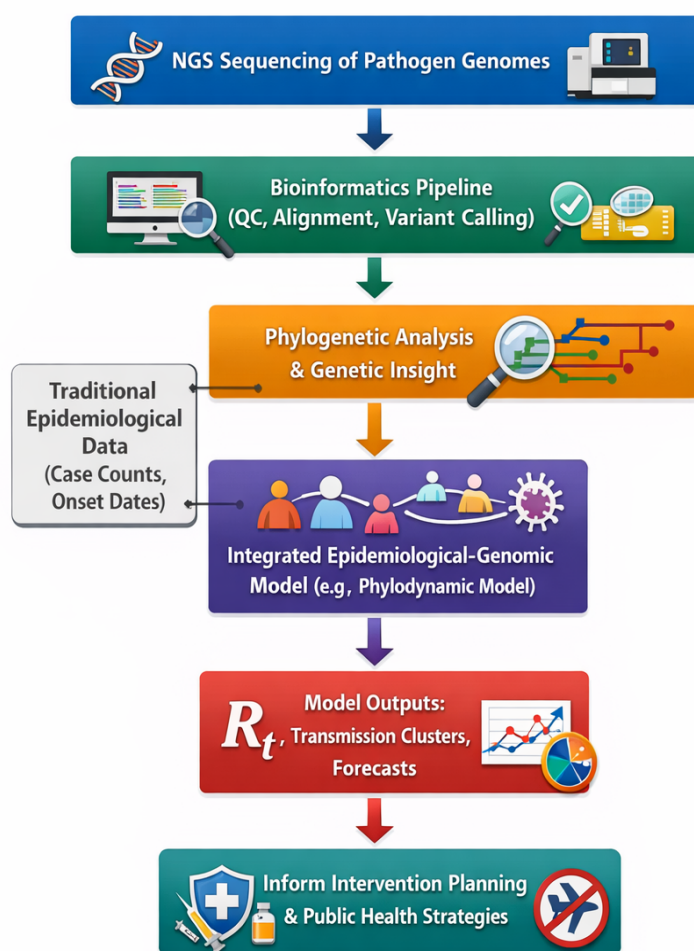 NGS Sequencing of Pathogen Genomes
Bioinformatics Pipeline
(QC, Alignment, Variant Calling)
Phylogenetic Analysis
& Genetic Insight
Traditional
Epidemiological
Data
(Case Counts,
Onset Dates)
Integrated Epidemiological-Genomic
Model (e.g, Phylodynamic Model)
Model Outputs:
Rt, Transmission Clusters,
Forecasts
Inform Intervention Planning
& Public Health Strategies